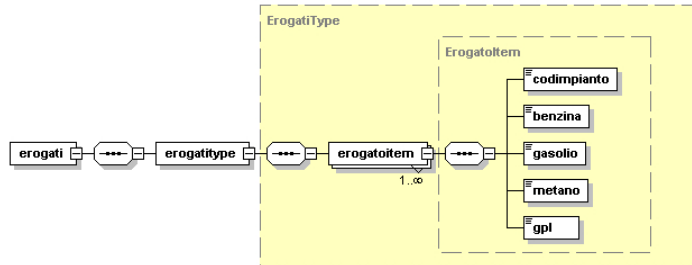 ErogatiType
ErogatoItem
codimpianto
benzina
erogati
erogatitype
erogatoitem
gasolio
1..∞
metano
gpl